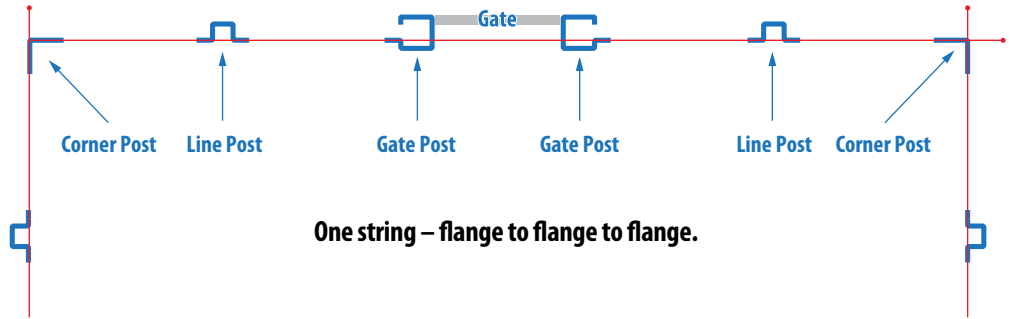 Gate
Corner Post
Line Post
Gate Post
Gate Post
Line Post
Corner Post
One string – flange to flange to flange.